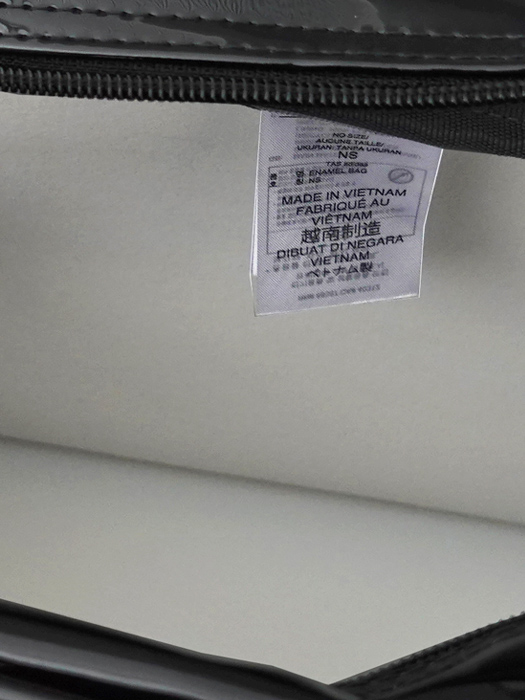 NO SIZE/
AUCUNE TAILLE/
UKURAN: TANPA UKURAN
NS
ENAMEL BAG
NS
MADE IN VIETNAM
FABRIQUÉ AU
VIÊTNAM
越南制造
DIBUAT DI NEGARA
VIETNAM
ベトナム製